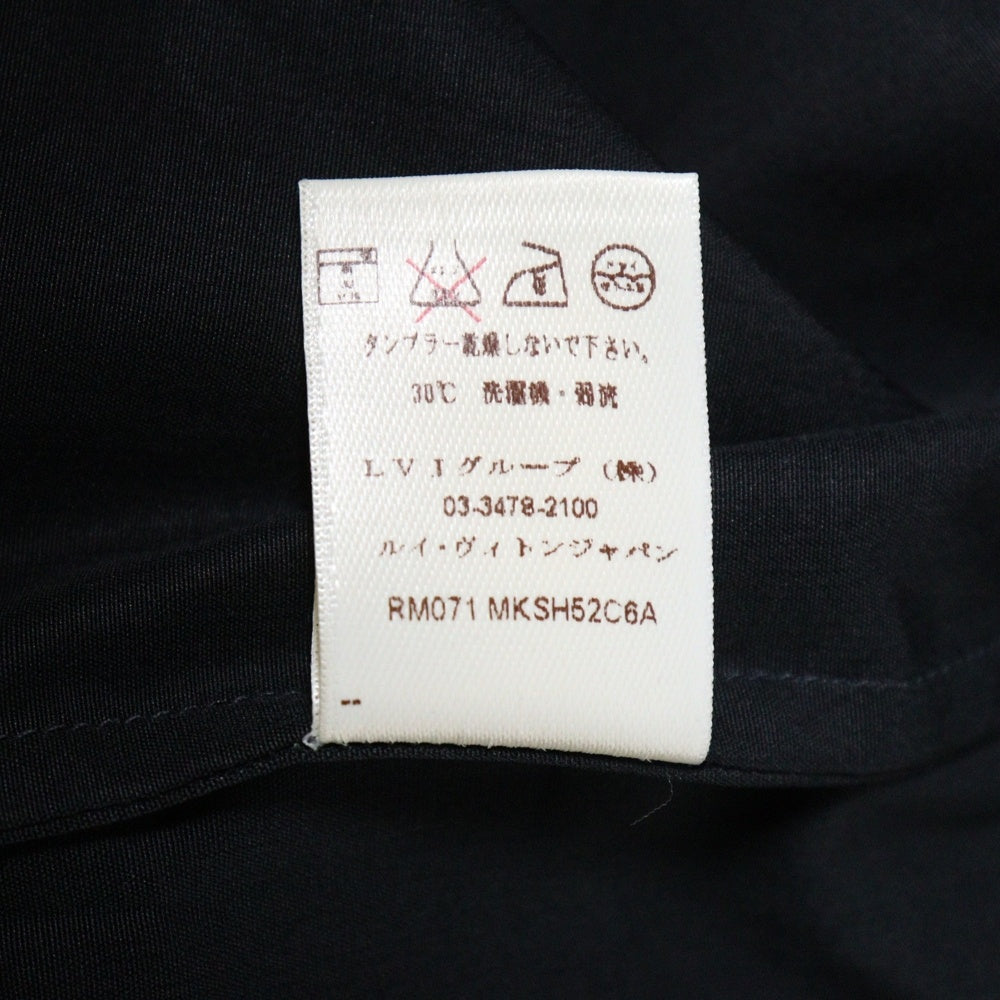 タンブラー乾燥しないで下さい。
30℃ 洗濯機・弱流
LVJグループ(株)
03-3478-2100
ルイ・ヴィトンジャパン
RM071 MKSH52C6A